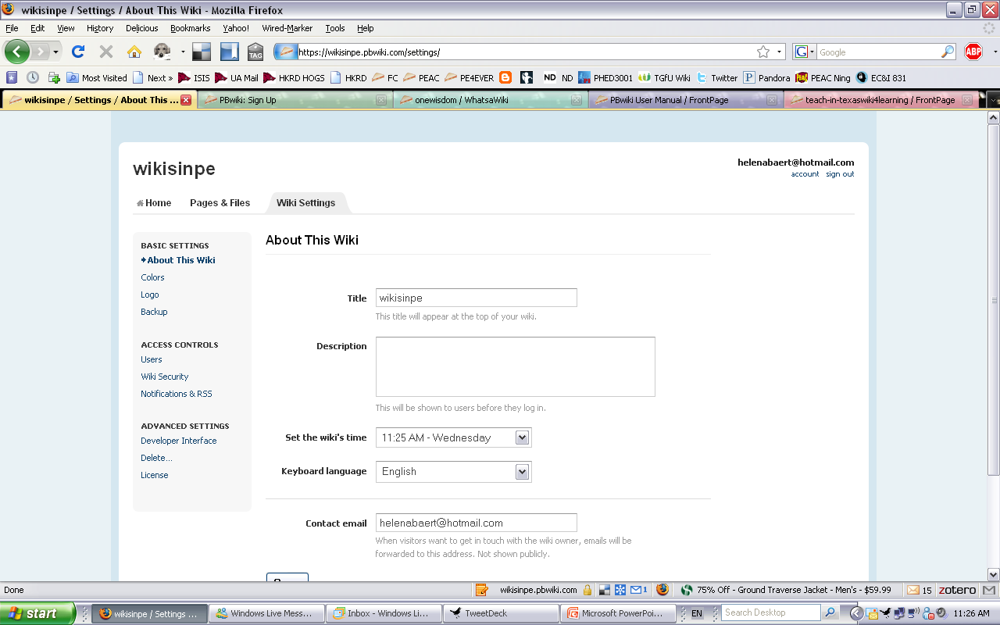 wikisinpe / Settings / About This Wiki - Mozilla Firefox
File Edit View History Delicious Bookmarks Yahoo! Wired-Marker Tools Help
TAG https://wikisinpe.pbwiki.com/settings/ G Google ABP
Most Visited Next » ISIS UA Mail HKRD HOGS HKRD FC PEAC PE4EVER ND ND PHED3001 TGfU Wiki Twitter P Pandora PEAC Ning EC&I 831
wikisinpe / Settings / About This ... PBwiki: Sign Up onewisdom / WhatsaWiki PBwiki User Manual / FrontPage teach-in-texaswiki4learning / FrontPage
wikisinpe
helenabaert@hotmail.com
account sign out
Home Pages & Files Wiki Settings
BASIC SETTINGS
About This Wiki
Colors
Logo
Backup
ACCESS CONTROLS
Users
Wiki Security
Notifications & RSS
ADVANCED SETTINGS
Developer Interface
Delete...
License
About This Wiki
Title wikisinpe
This title will appear at the top of your wiki.
Description
This will be shown to users before they log in.
Set the wiki's time 11:25 AM - Wednesday
Keyboard language English
Contact email helenabaert@hotmail.com
When visitors want to get in touch with the wiki owner, emails will be
forwarded to this address. Not shown publicly.
Done wikisinpe.pbwiki.com 1 75% Off - Ground Traverse Jacket - Men's - $59.99 15 zotero
start wikisinpe / Settings ... Windows Live Mess... Inbox - Windows Li... TweetDeck Microsoft PowerPoi... EN Search Desktop 11:26 AM